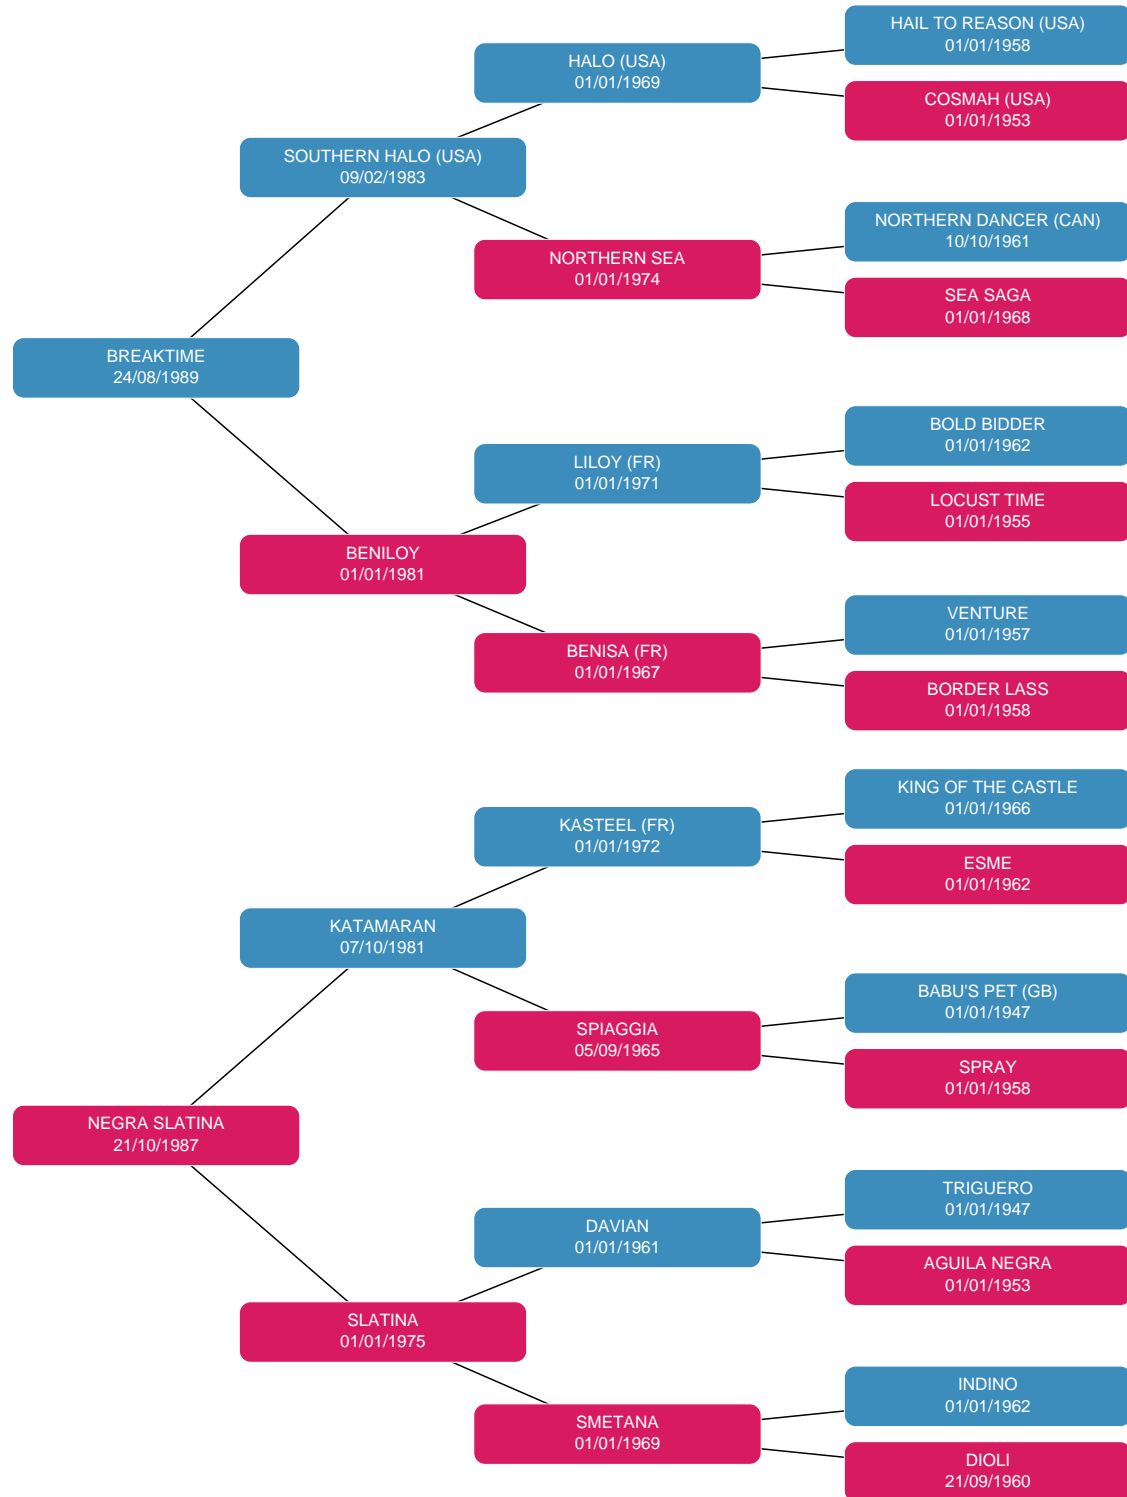 HAIL TO REASON (USA)
01/01/1958
HALO (USA)
01/01/1969
COSMAH (USA)
01/01/1953
SOUTHERN HALO (USA)
09/02/1983
NORTHERN DANCER (CAN)
10/10/1961
NORTHERN SEA
01/01/1974
SEA SAGA
01/01/1968
BREAKTIME
24/08/1989
BOLD BIDDER
01/01/1962
LILOY (FR)
01/01/1971
LOCUST TIME
01/01/1955
BENILOY
01/01/1981
VENTURE
01/01/1957
BENISA (FR)
01/01/1967
BORDER LASS
01/01/1958
KING OF THE CASTLE
01/01/1966
KASTEEL (FR)
01/01/1972
ESME
01/01/1962
KATAMARAN
07/10/1981
BABU'S PET (GB)
01/01/1947
SPIAGGIA
05/09/1965
SPRAY
01/01/1958
NEGRA SLATINA
21/10/1987
TRIGUERO
01/01/1947
DAVIAN
01/01/1961
AGUILA NEGRA
01/01/1953
SLATINA
01/01/1975
INDINO
01/01/1962
SMETANA
01/01/1969
DIOLI
21/09/1960